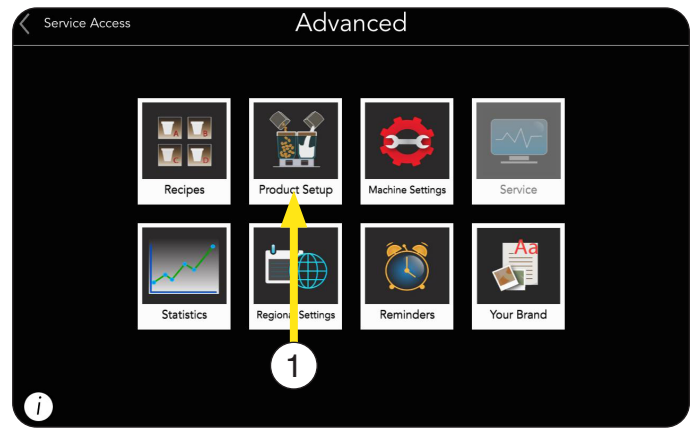 Service Access
Advanced
A B
C D
Recipes
Product Setup
Machine Settings
Service
Aa
Statistics
Regional Settings
Reminders
Your Brand
1
i